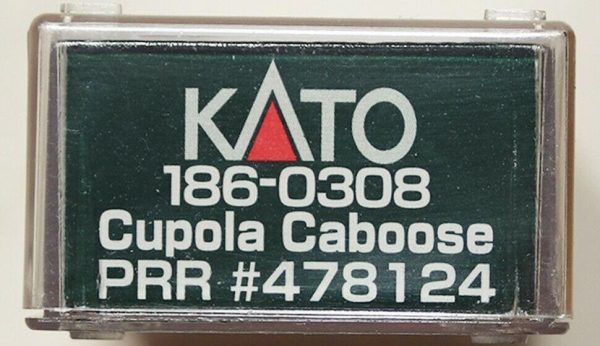 KATO
186-0308
Cupola Caboose
PRR #478124